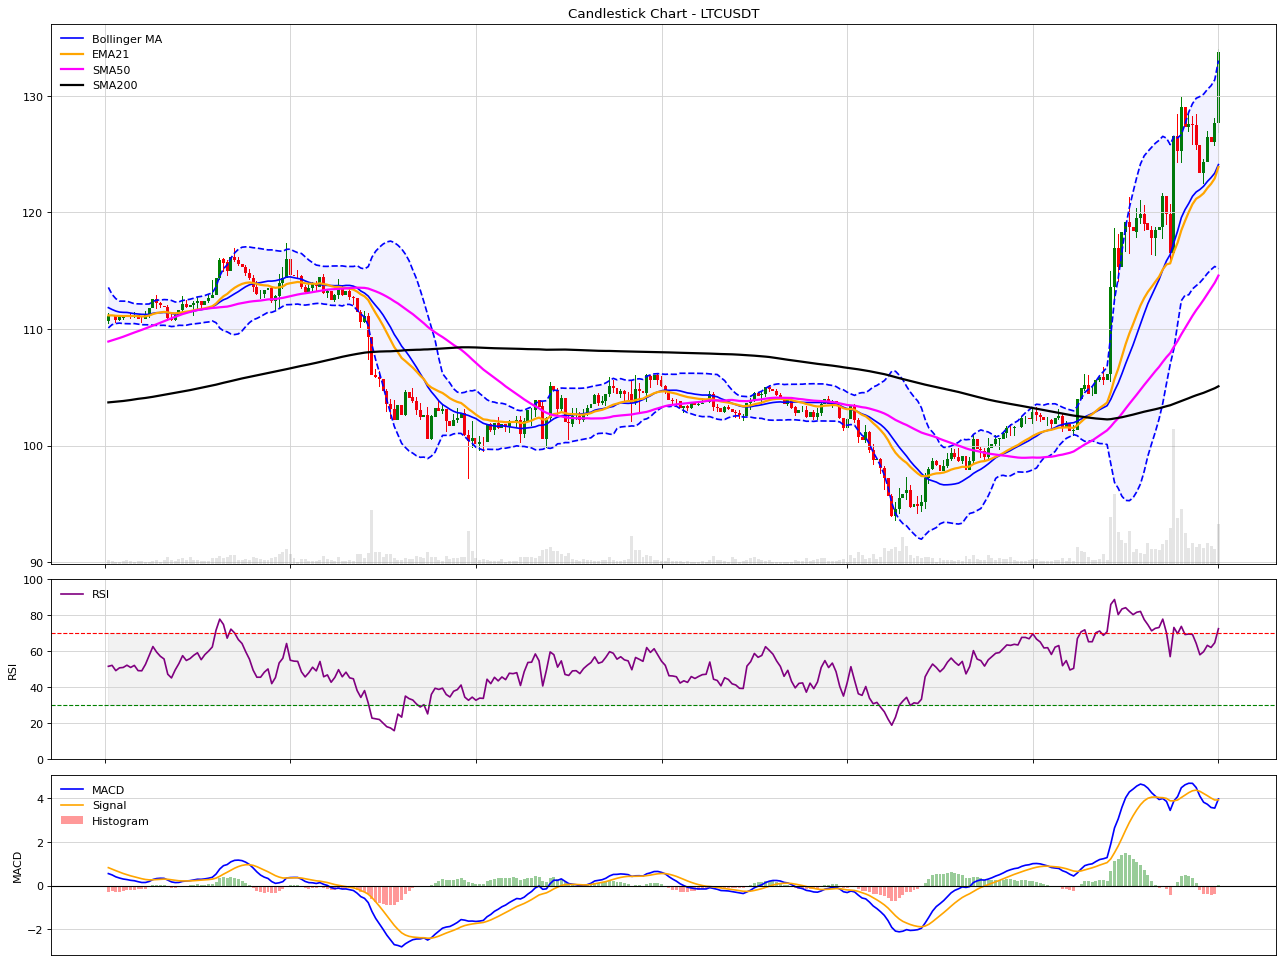 Candlestick Chart - LTCUSDT
Bollinger MA
EMA21
SMA50
SMA200
130
120
110
100
90
100
80
60
40
20
0
RSI
RSI
4
2
0
−2
MACD
MACD
Signal
Histogram